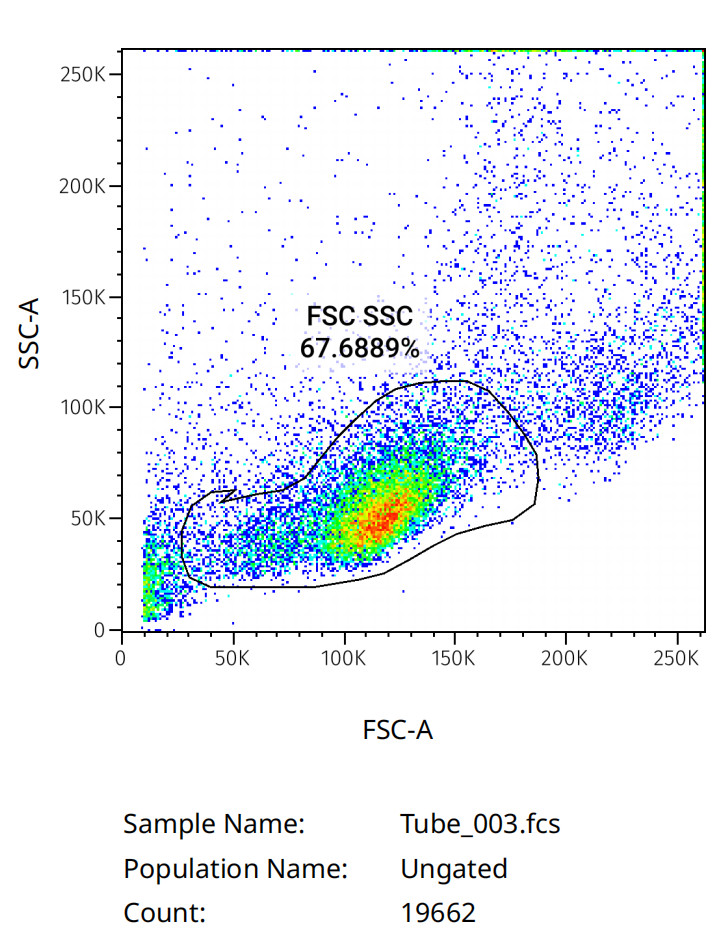 250K
200K
150K
100K
50K
0
SSC-A
FSC SSC
67.6889%
0 50K 100K 150K 200K 250K
FSC-A
Sample Name: Tube_003.fcs
Population Name: Ungated
Count: 19662